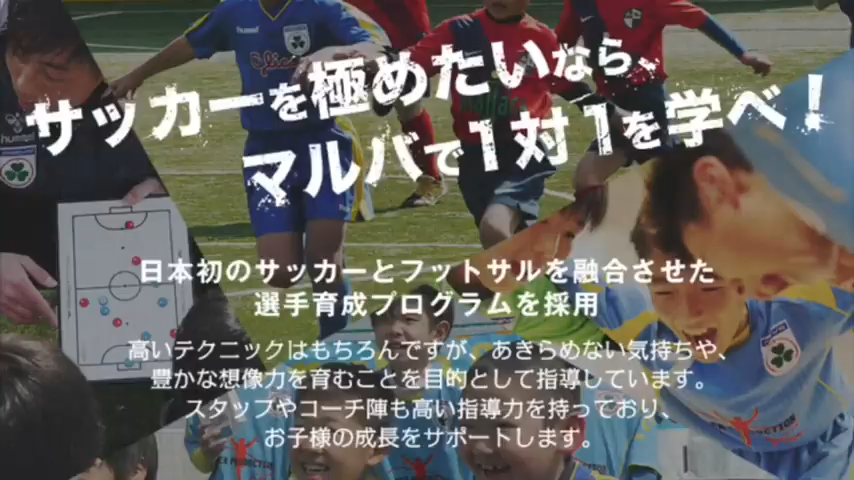 サッカーを極めたいなら、
マルバで1対1を学べ！
日本初のサッカーとフットサルを融合させた
選手育成プログラムを採用
高いテクニックはもちろんですが、あきらめない気持ちや、
豊かな想像力を育むことを目的として指導しています。
スタッフやコーチ陣も高い指導力を持っており、
お子様の成長をサポートします。
hummel